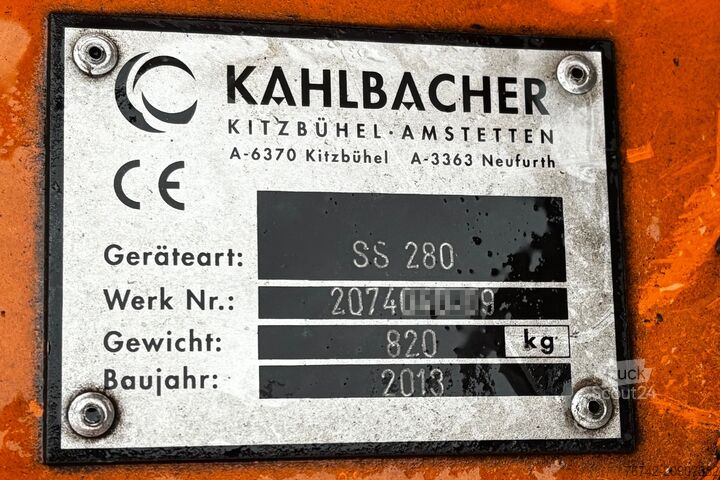 KAHLBACHER
KITZBÜHEL·AMSTETTEN
A-6370 Kitzbühel A-3363 Neufurth
CE
Geräteart: SS 280
Werk Nr.:
Gewicht: 820 kg
Baujahr: 2013